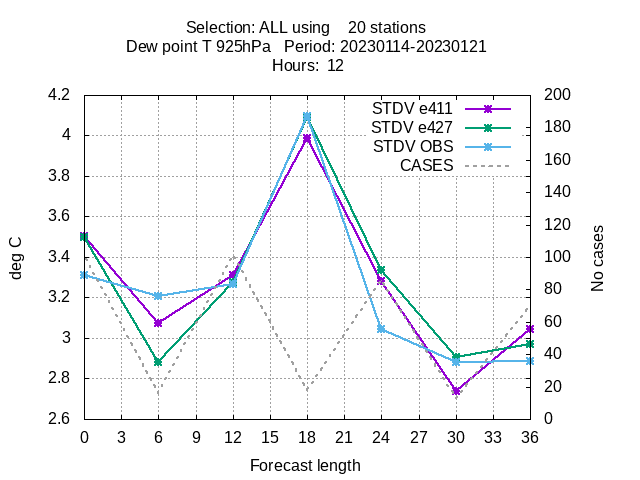 Selection: ALL using    20 stations
Dew point T 925hPa   Period: 20230114-20230121
Hours:  12
4.2
4
3.8
3.6
3.4
3.2
3
2.8
2.6
deg C
STDV e411
STDV e427
STDV OBS
CASES
200
180
160
140
120
100
80
60
40
20
0
No cases
0 3 6 9 12 15 18 21 24 27 30 33 36
Forecast length